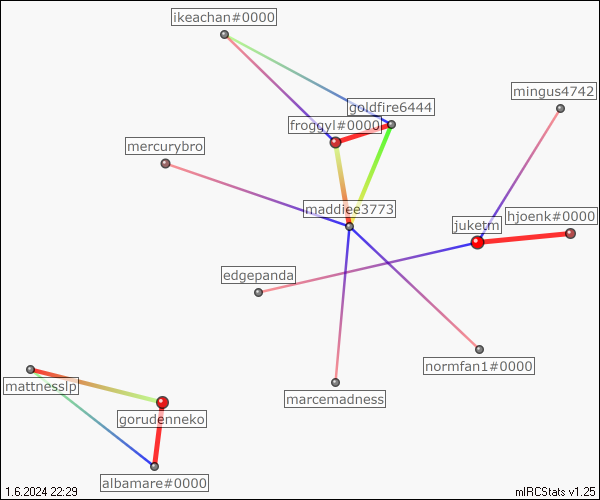 ikeachan#0000
mingus4742
goldfire6444
froggyl#0000
mercurybro
maddiee3773
hjoenk#0000
juketm
edgepanda
normfan1#0000
mattnesslp
marcemadness
gorudenneko
albamare#0000
1.6.2024 22:29
mIRCStats v1.25